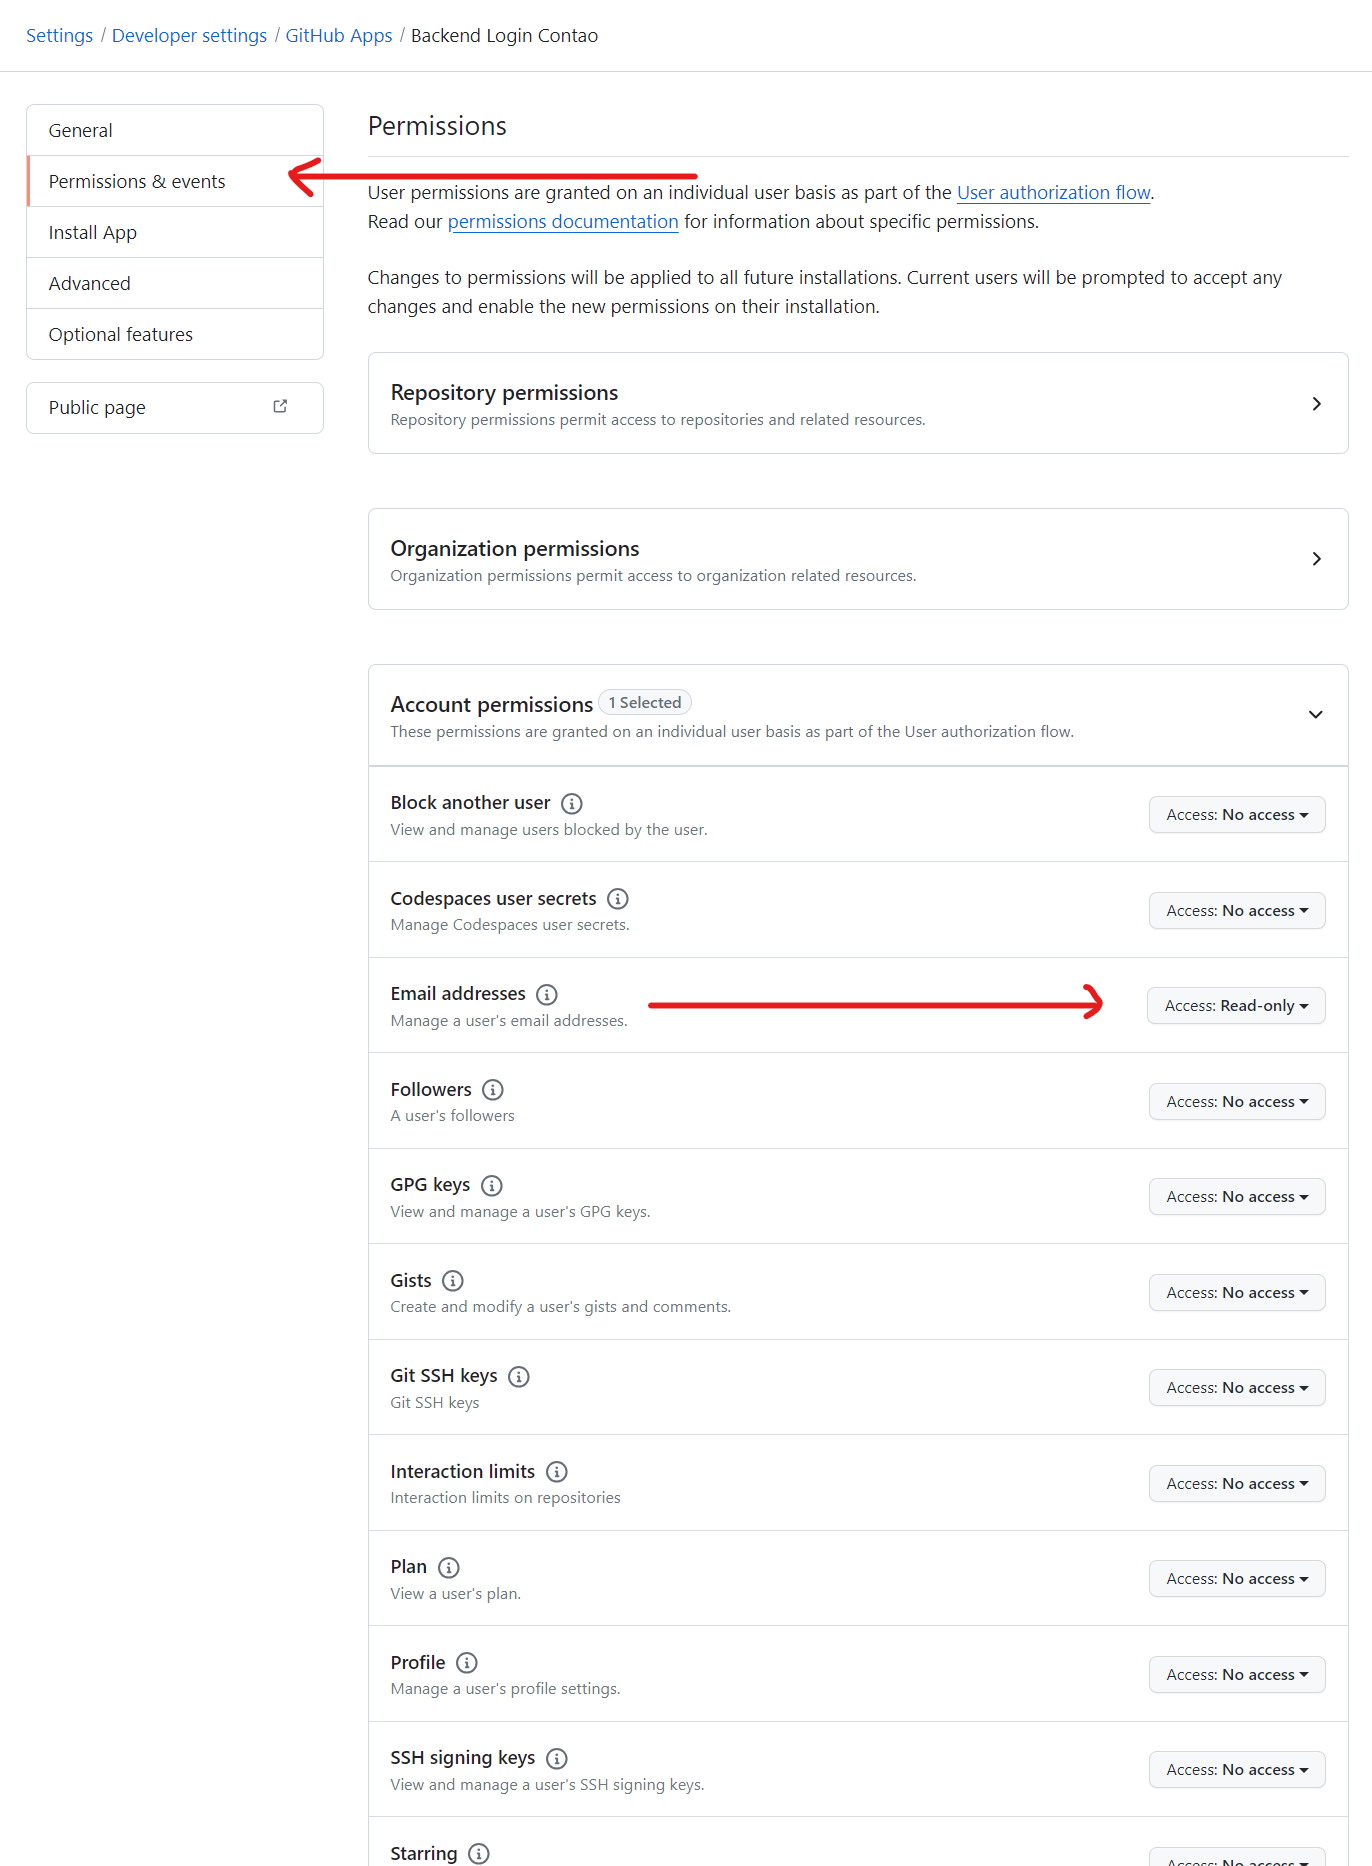 Settings / Developer settings / GitHub Apps / Backend Login Contao
General
Permissions & events
Install App
Advanced
Optional features
Public page
Permissions
User permissions are granted on an individual user basis as part of the User authorization flow.
Read our permissions documentation for information about specific permissions.
Changes to permissions will be applied to all future installations. Current users will be prompted to accept any
changes and enable the new permissions on their installation.
Repository permissions
Repository permissions permit access to repositories and related resources.
Organization permissions
Organization permissions permit access to organization related resources.
Account permissions 1 Selected
These permissions are granted on an individual user basis as part of the User authorization flow.
Block another user
View and manage users blocked by the user.
Access: No access
Codespaces user secrets
Manage Codespaces user secrets.
Access: No access
Email addresses
Manage a user's email addresses.
Access: Read-only
Followers
A user's followers
Access: No access
GPG keys
View and manage a user's GPG keys.
Access: No access
Gists
Create and modify a user's gists and comments.
Access: No access
Git SSH keys
Git SSH keys
Access: No access
Interaction limits
Interaction limits on repositories
Access: No access
Plan
View a user's plan.
Access: No access
Profile
Manage a user's profile settings.
Access: No access
SSH signing keys
View and manage a user's SSH signing keys.
Access: No access
Starring
Access: No access